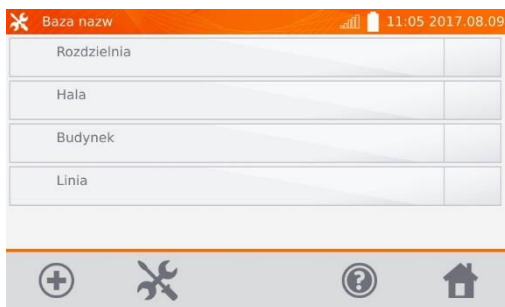 Baza nazw 11:05 2017.08.09
Rozdzielnia
Hala
Budynek
Linia